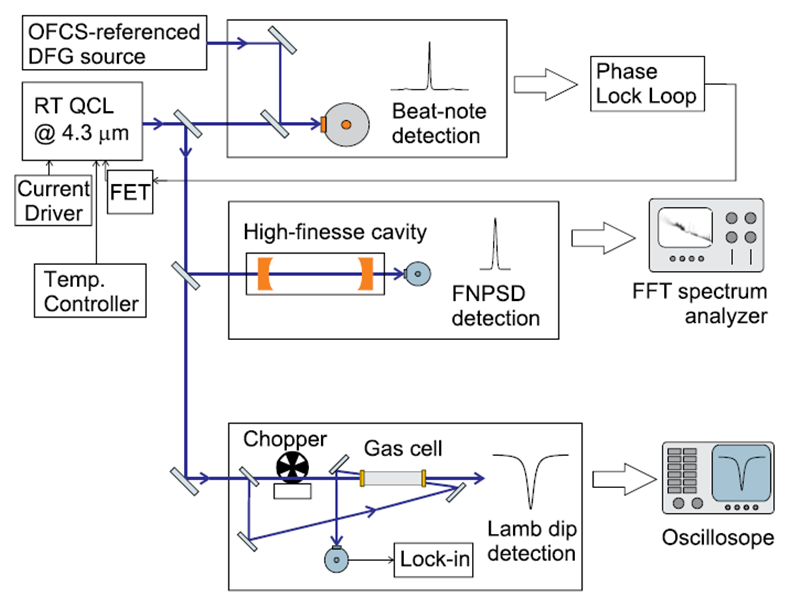 OFCS-referenced
DFG source
RT QCL
@ 4.3 μm
Current
Driver
FET
Temp.
Controller
Beat-note
detection
Phase
Lock Loop
High-finesse cavity
FNPSD
detection
FFT spectrum
analyzer
Chopper
Gas cell
Lamb dip
detection
Lock-in
Oscillosope